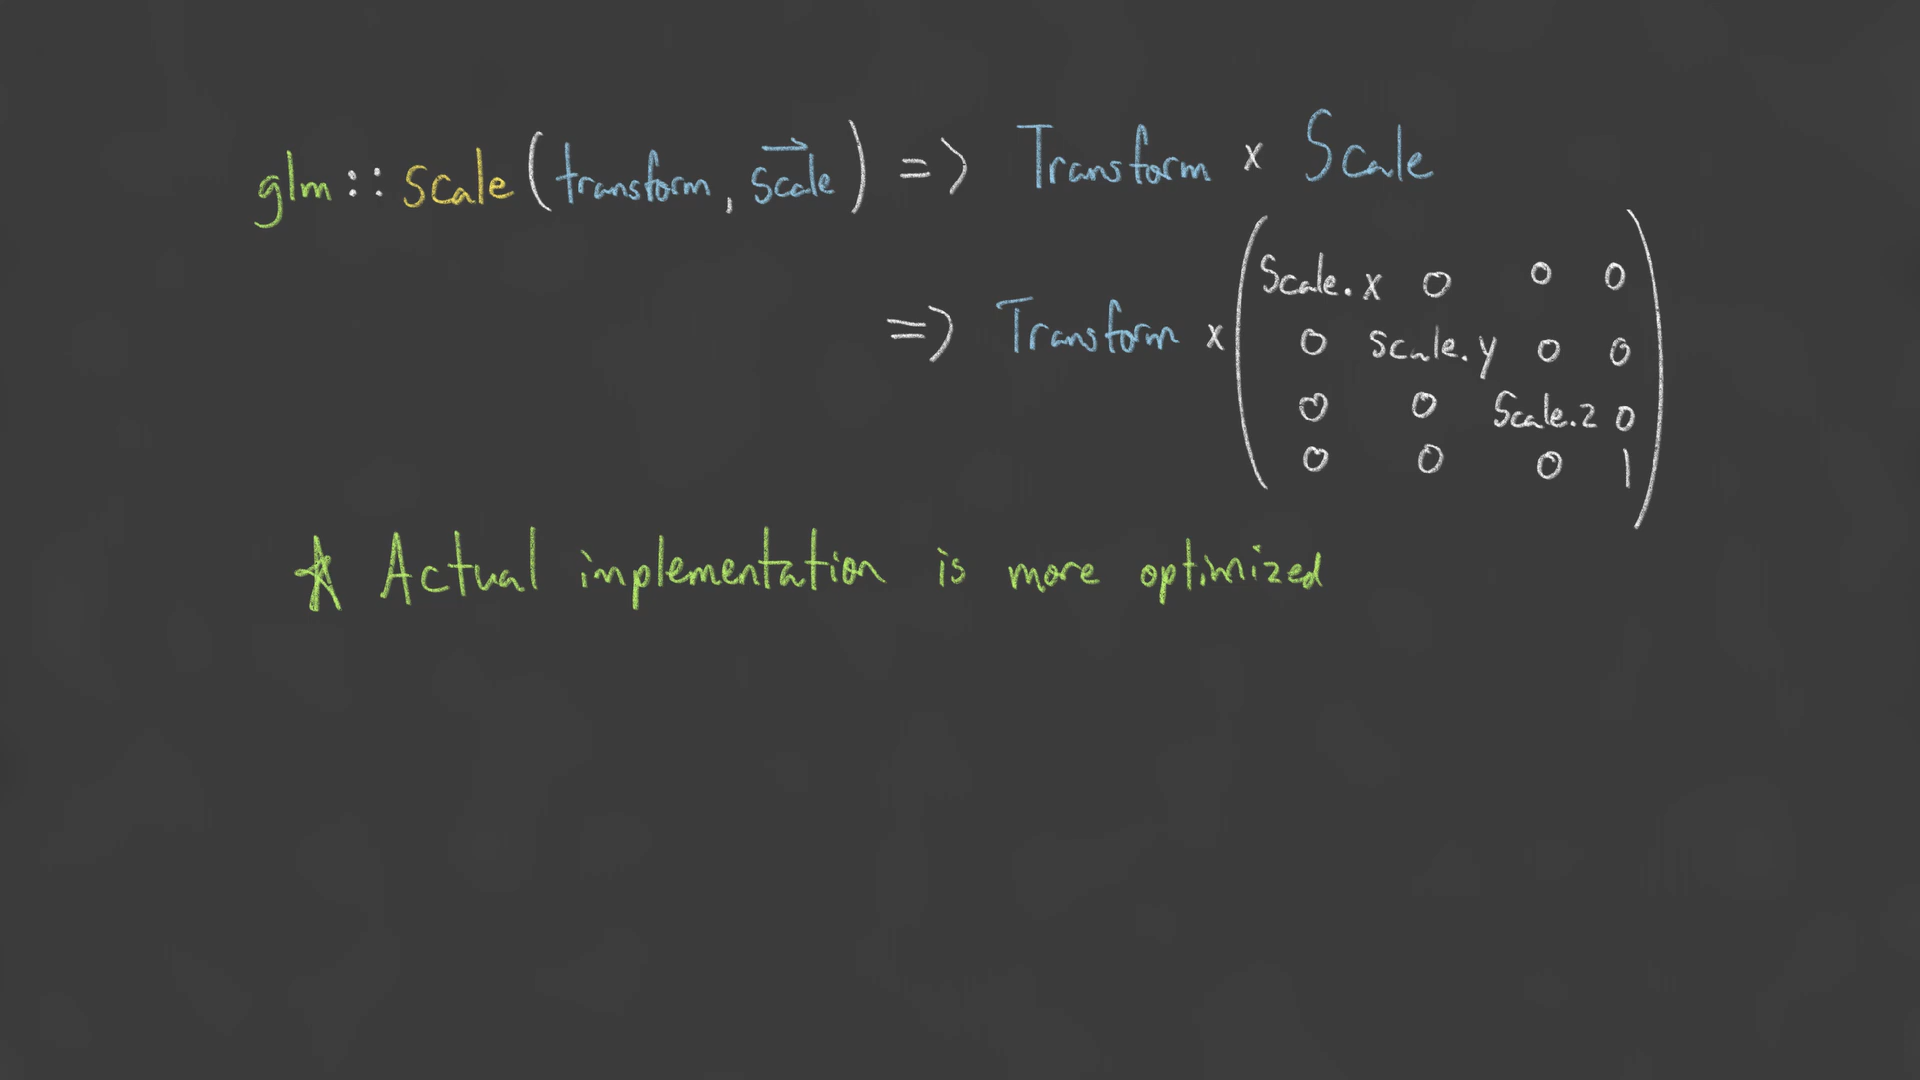 glm::scale(transform, scale) => Transform x Scale
=> Transform x
Scale.x 0 0 0
0 scale.y 0 0
0 0 Scale.z 0
0 0 0 1
☆ Actual implementation is more optimized